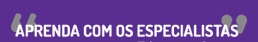 “APRENDA COM OS ESPECIALISTAS”